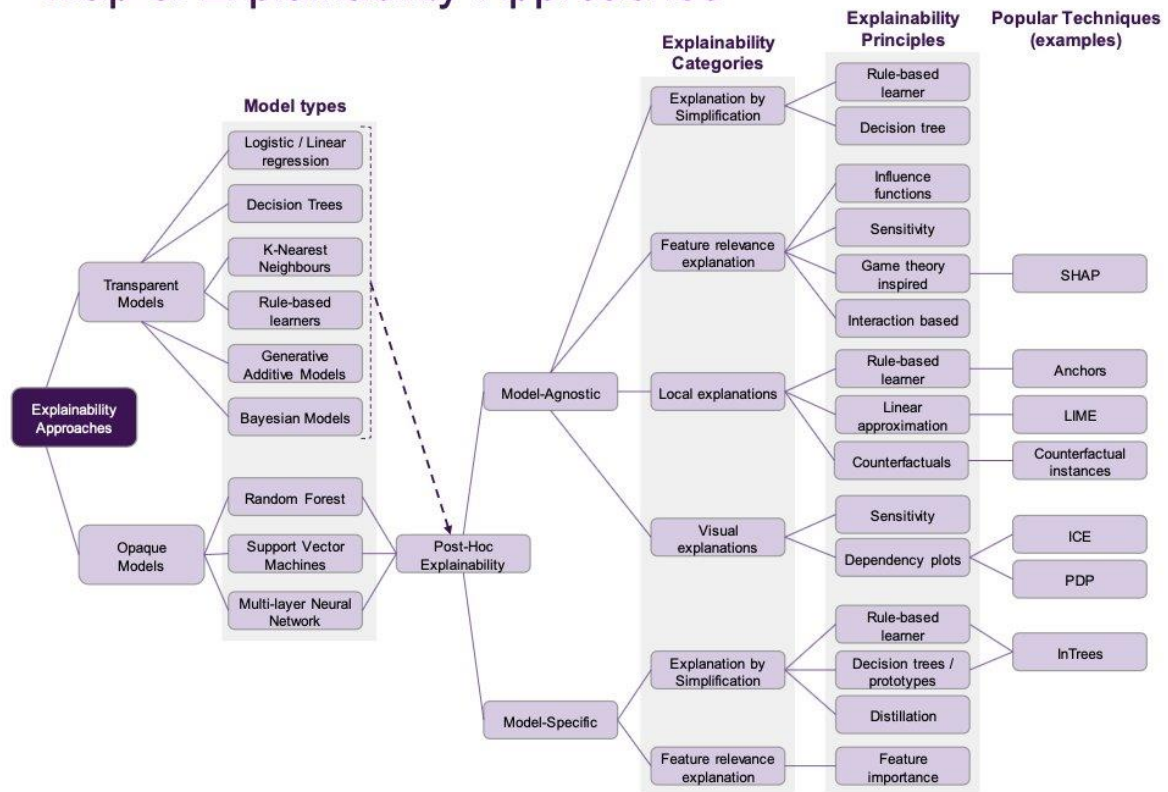 Explainability
Principles
Popular Techniques
(examples)
Explainability
Categories
Model types
Logistic / Linear
regression
Decision Trees
K-Nearest
Neighbours
Rule-based
learners
Generative
Additive Models
Bayesian Models
Transparent
Models
Explainability
Approaches
Opaque
Models
Random Forest
Support Vector
Machines
Multi-layer Neural
Network
Post-Hoc
Explainability
Model-Agnostic
Model-Specific
Explanation by
Simplification
Feature relevance
explanation
Local explanations
Visual
explanations
Explanation by
Simplification
Feature relevance
explanation
Rule-based
learner
Decision tree
Influence
functions
Sensitivity
Game theory
inspired
Interaction based
Rule-based
learner
Linear
approximation
Counterfactuals
Sensitivity
Dependency plots
Rule-based
learner
Decision trees /
prototypes
Distillation
Feature
importance
SHAP
Anchors
LIME
Counterfactual
instances
ICE
PDP
InTrees